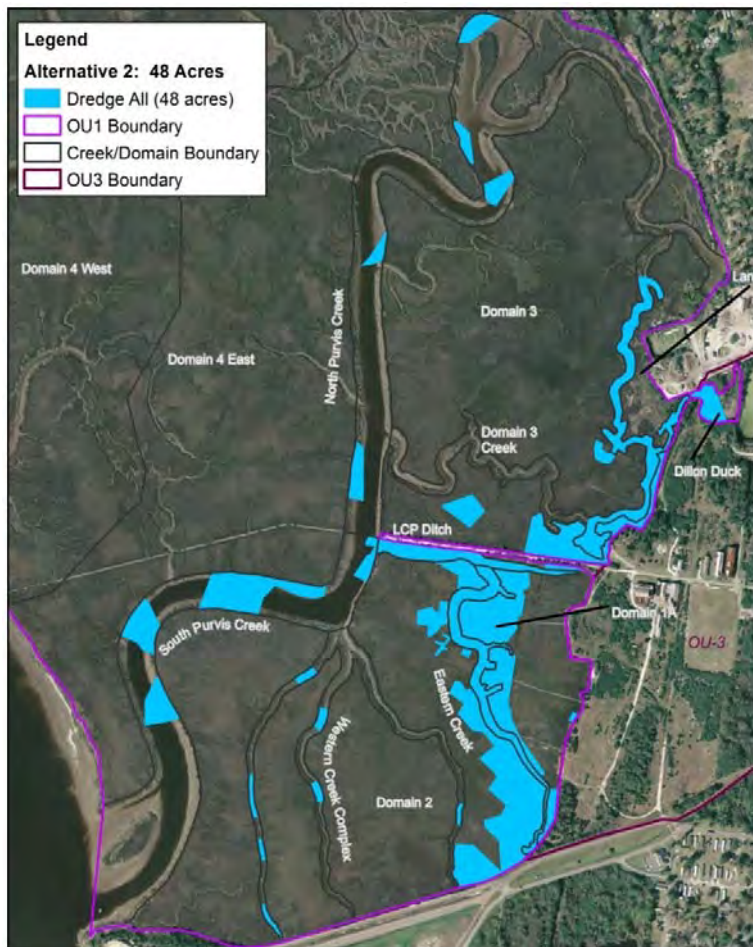 Legend
Alternative 2: 48 Acres
Dredge All (48 acres)
OU1 Boundary
Creek/Domain Boundary
OU3 Boundary
Domain 4 West
Domain 4 East
North Purvis Creek
Domain 3
Domain 3
Creek
Dillon Duck
LCP Ditch
South Purvis Creek
Domain 1A
OU-3
Eastern Creek
Western Creek Complex
Domain 2